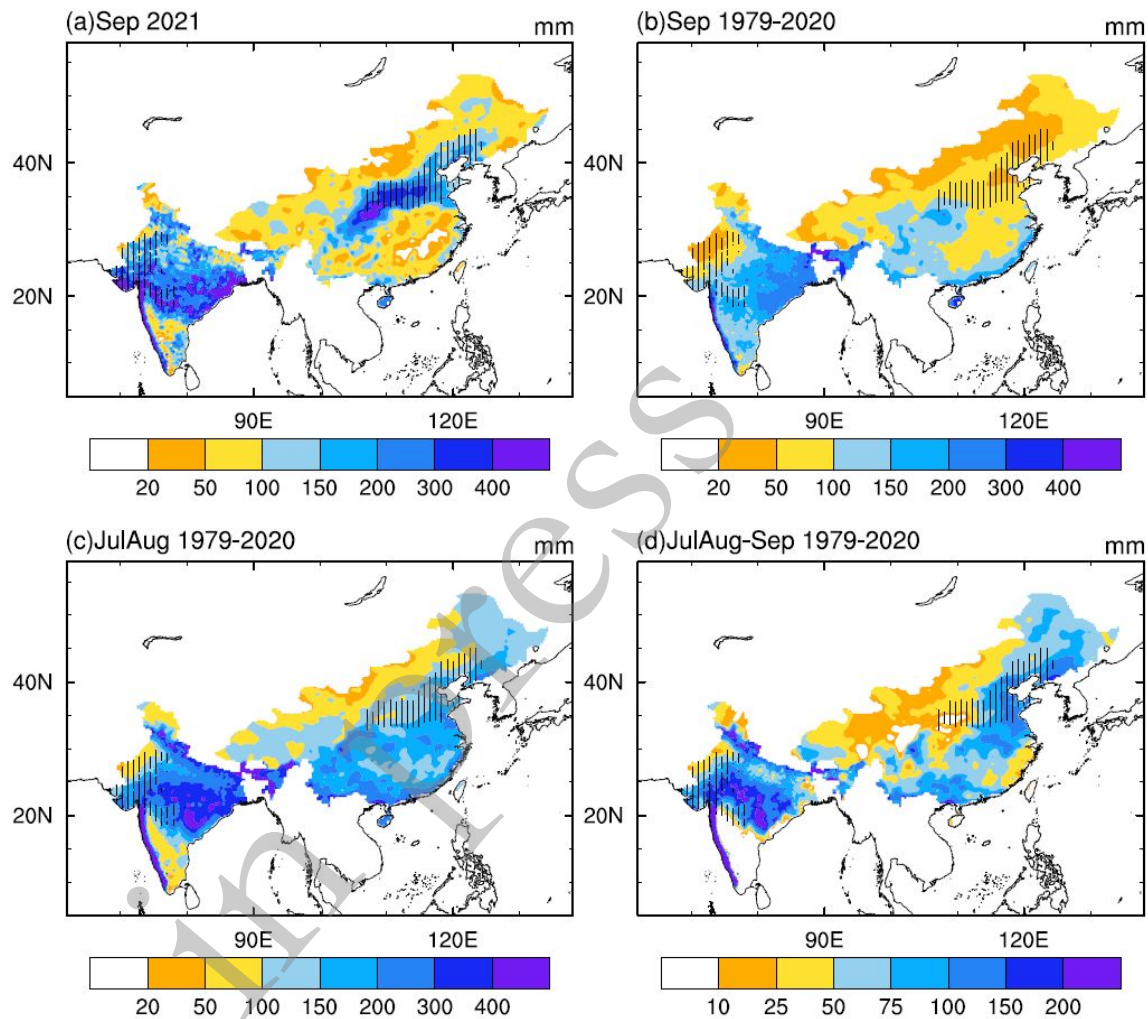 (a)Sep 2021 mm (b)Sep 1979-2020 mm
40N 40N
20N 20N
90E 120E 90E 120E
20 50 100 150 200 300 400 20 50 100 150 200 300 400
(c)JulAug 1979-2020 mm (d)JulAug-Sep 1979-2020 mm
40N 40N
20N 20N
90E 120E 90E 120E
20 50 100 150 200 300 400 10 25 50 75 100 150 200
in press